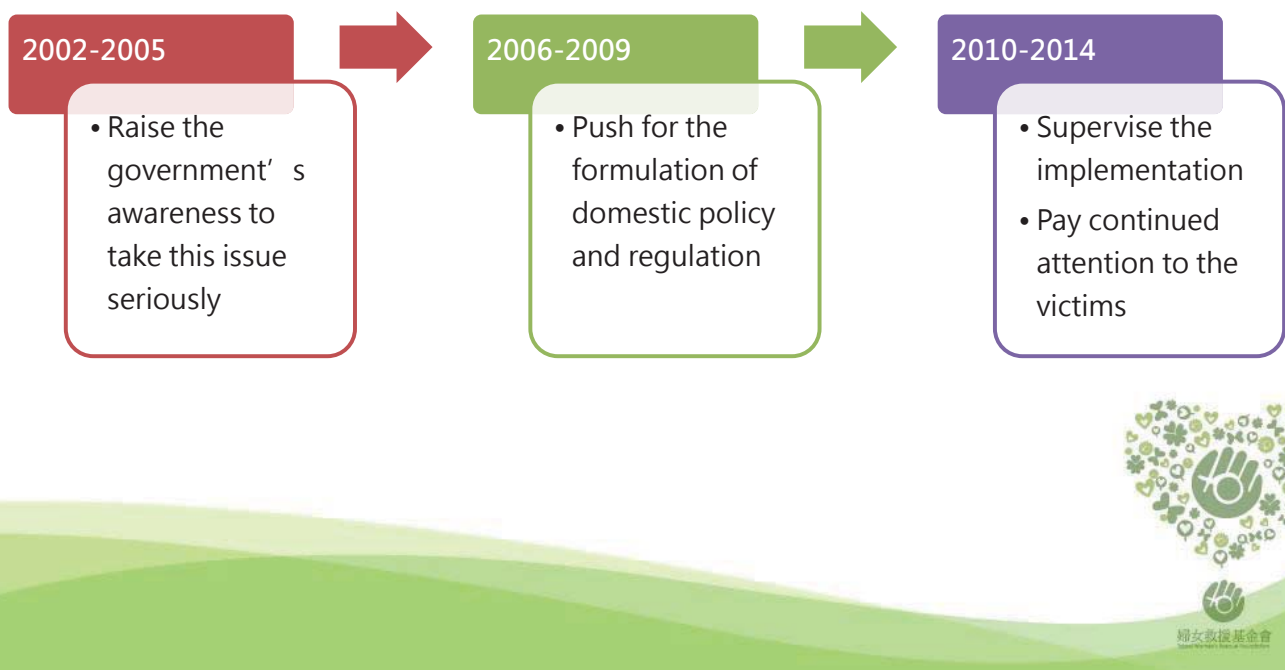 2002-2005
• Raise the
government’s
awareness to
take this issue
seriously
2006-2009
• Push for the
formulation of
domestic policy
and regulation
2010-2014
• Supervise the
implementation
• Pay continued
attention to the
victims
婦女救援基金會